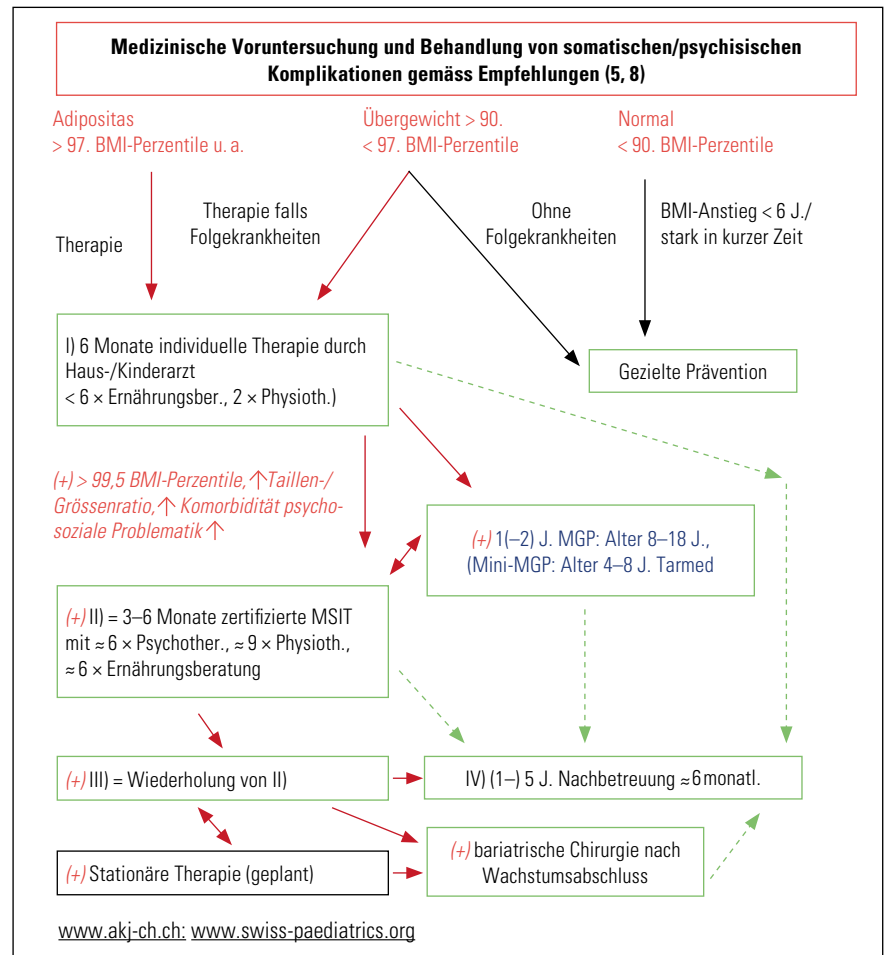 Medizinische Voruntersuchung und Behandlung von somatischen/psychisischen
Komplikationen gemäss Empfehlungen (5, 8)
Adipositas
> 97. BMI-Perzentile u. a.
Übergewicht > 90.
< 97. BMI-Perzentile
Normal
< 90. BMI-Perzentile
Therapie
Therapie falls
Folgekrankheiten
Ohne
Folgekrankheiten
BMI-Anstieg < 6 J./
stark in kurzer Zeit
I) 6 Monate individuelle Therapie durch
Haus-/Kinderarzt
< 6 × Ernährungsber., 2 × Physioth.)
Gezielte Prävention
(+) > 99,5 BMI-Perzentile, ↑Taillen-/
Grössenratio, ↑ Komorbidität psycho-
soziale Problematik ↑
(+) 1(–2) J. MGP: Alter 8–18 J.,
(Mini-MGP: Alter 4–8 J. Tarmed
(+) II) = 3–6 Monate zertifizierte MSIT
mit ≈ 6 × Psychother., ≈ 9 × Physioth.,
≈ 6 × Ernährungsberatung
(+) III) = Wiederholung von II)
IV) (1–) 5 J. Nachbetreuung ≈ 6 monatl.
(+) Stationäre Therapie (geplant)
(+) bariatrische Chirurgie nach
Wachstumsabschluss
www.akj-ch.ch: www.swiss-paediatrics.org